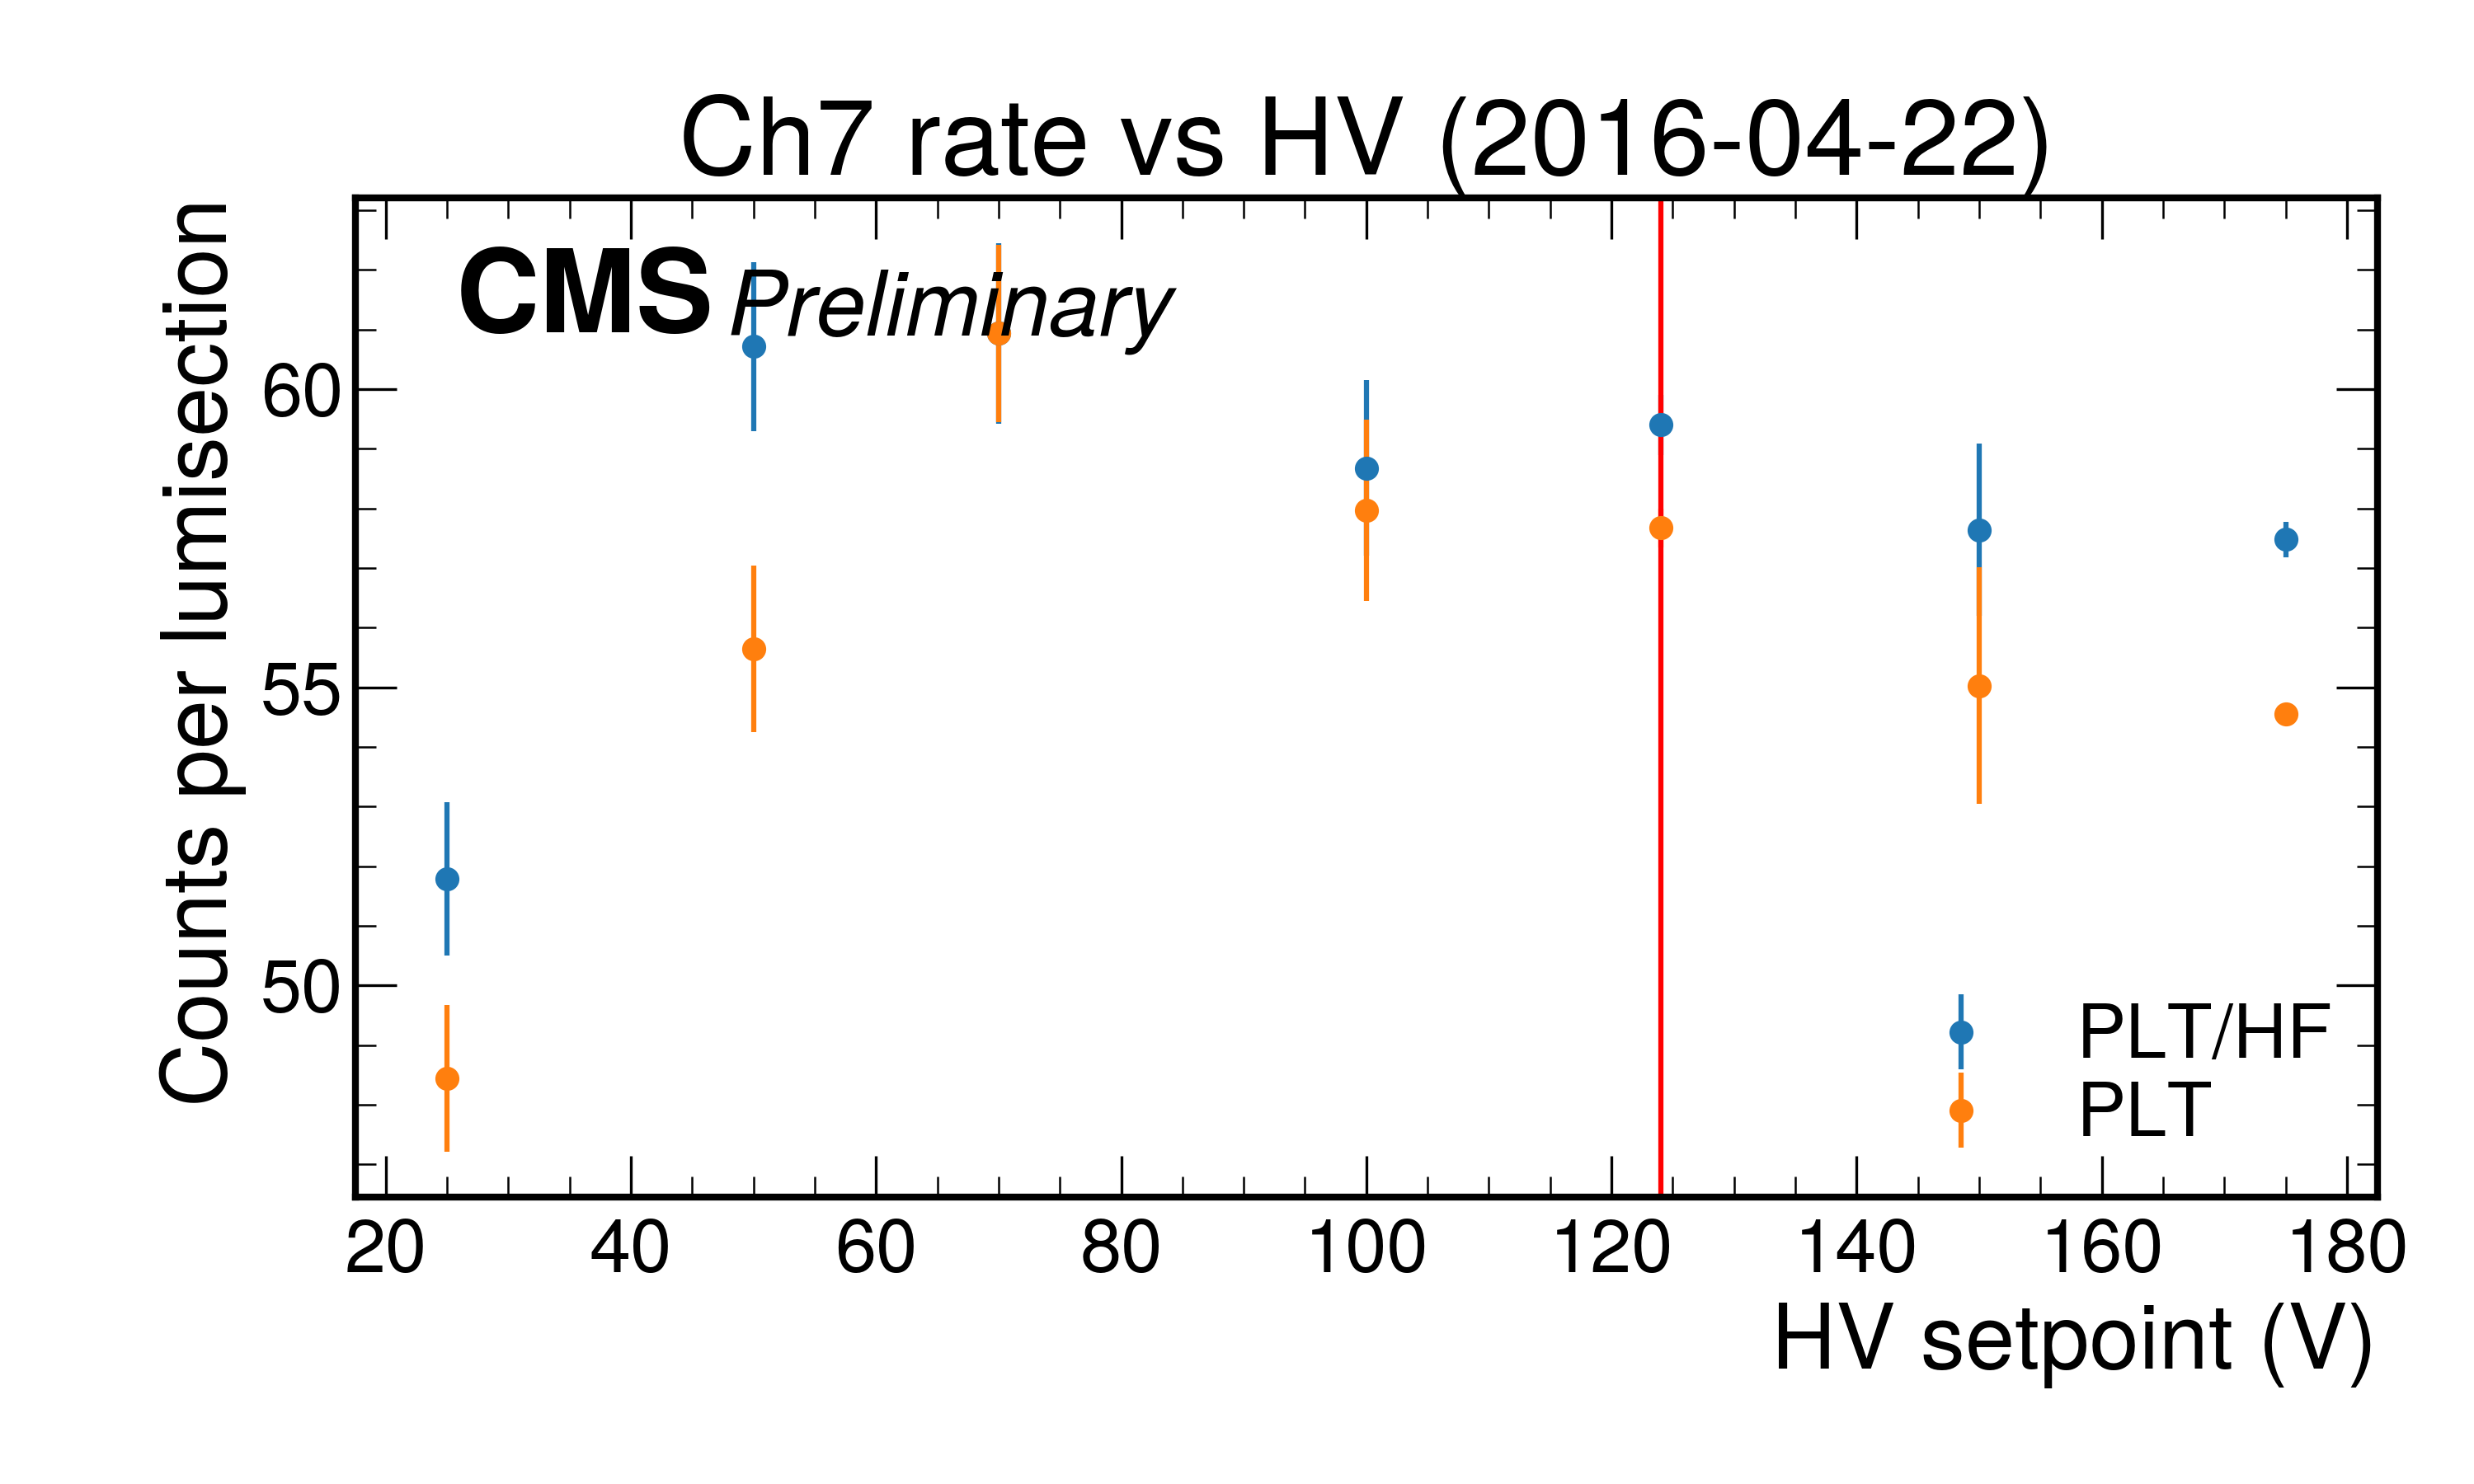 Ch7 rate vs HV (2016-04-22)
CMS Preliminary
Counts per lumisection
60
55
50
PLT/HF
PLT
20 40 60 80 100 120 140 160 180
HV setpoint (V)